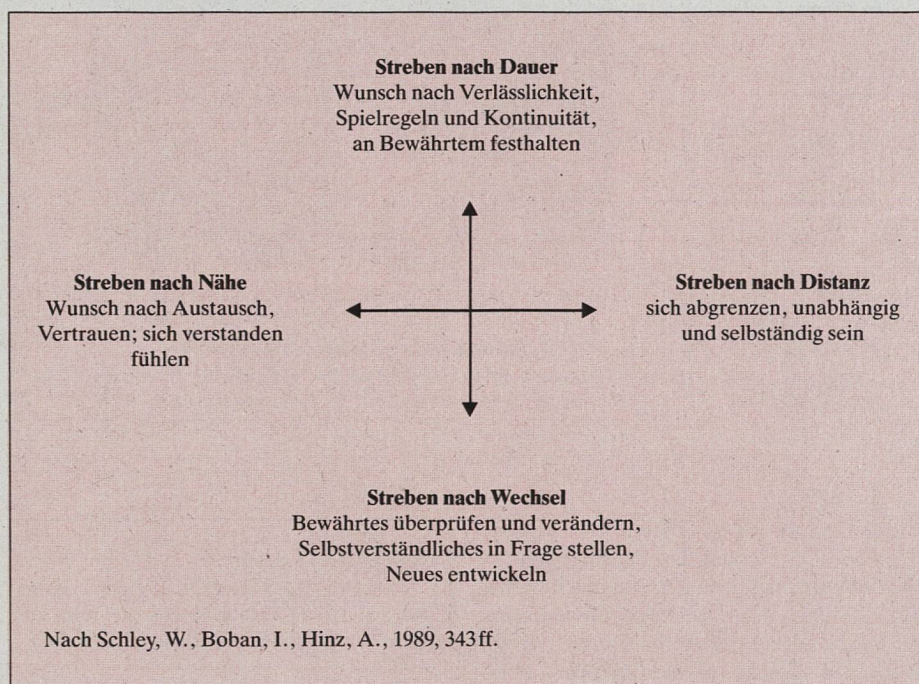 Streben nach Dauer
Wunsch nach Verlässlichkeit,
Spielregeln und Kontinuität,
an Bewährtem festhalten
Streben nach Nähe
Wunsch nach Austausch,
Vertrauen; sich verstanden
fühlen
Streben nach Distanz
sich abgrenzen, unabhängig
und selbständig sein
Streben nach Wechsel
Bewährtes überprüfen und verändern,
Selbstverständliches in Frage stellen,
Neues entwickeln
Nach Schley, W., Boban, I., Hinz, A., 1989, 343ff.